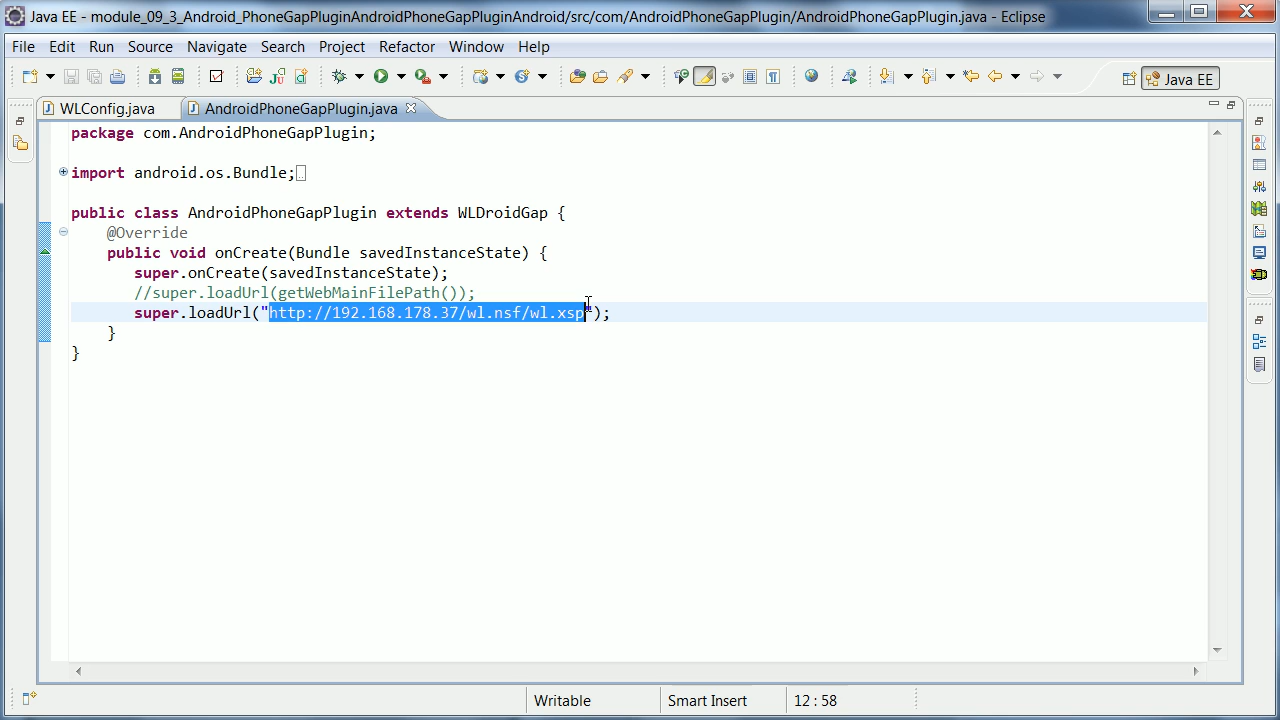 Java EE - module_09_3_Android_PhoneGapPluginAndroidPhoneGapPluginAndroid/src/com/AndroidPhoneGapPlugin/AndroidPhoneGapPlugin.java - Eclipse
File Edit Run Source Navigate Search Project Refactor Window Help
Java EE
WLConfig.java AndroidPhoneGapPlugin.java
package com.AndroidPhoneGapPlugin;
import android.os.Bundle;
public class AndroidPhoneGapPlugin extends WLDroidGap {
@Override
public void onCreate(Bundle savedInstanceState) {
super.onCreate(savedInstanceState);
//super.loadUrl(getWebMainFilePath());
super.loadUrl("http://192.168.178.37/wl.nsf/wl.xsp");
}
}
Writable Smart Insert 12 : 58